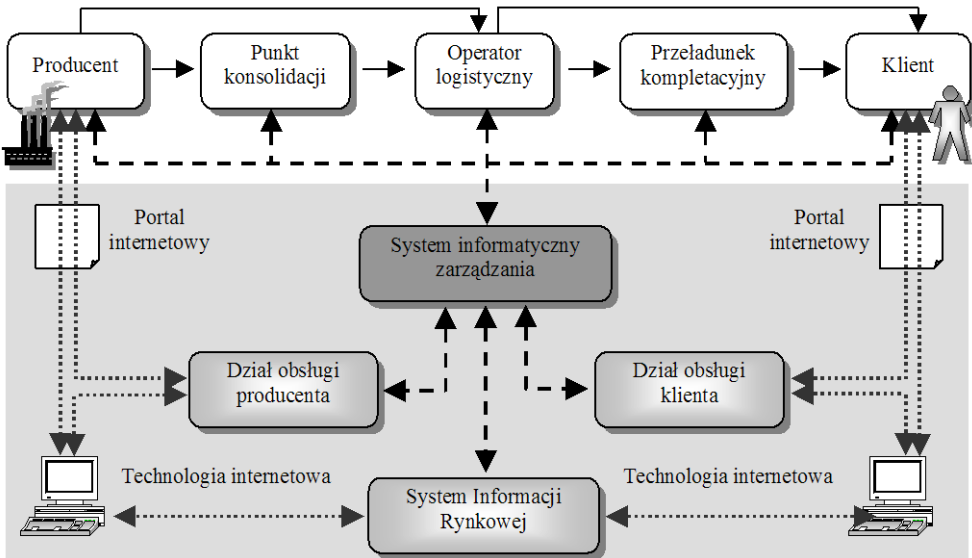 Producent
Punkt
konsolidacji
Operator
logistyczny
Przeładunek
kompletacyjny
Klient
Portal
internetowy
Portal
internetowy
System informatyczny
zarządzania
Dział obsługi
producenta
Dział obsługi
klienta
Technologia internetowa
Technologia internetowa
System Informacji
Rynkowej